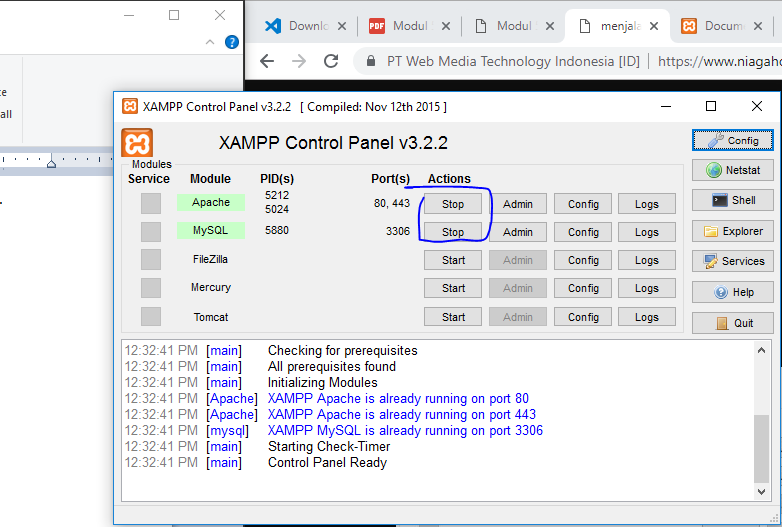 Downlo
Modul
Modul
menjala
Docume
te
all
PT Web Media Technology Indonesia [ID]
https://www.niagaho
XAMPP Control Panel v3.2.2 [ Compiled: Nov 12th 2015 ]
XAMPP Control Panel v3.2.2
Config
Modules
Service Module PID(s) Port(s) Actions
Netstat
Apache 5212 5024 80, 443 Stop Admin Config Logs
Shell
MySQL 5880 3306 Stop Admin Config Logs
Explorer
FileZilla Start Admin Config Logs
Services
Mercury Start Admin Config Logs
Help
Tomcat Start Admin Config Logs
Quit
12:32:41 PM [main] Checking for prerequisites
12:32:41 PM [main] All prerequisites found
12:32:41 PM [main] Initializing Modules
12:32:41 PM [Apache] XAMPP Apache is already running on port 80
12:32:41 PM [Apache] XAMPP Apache is already running on port 443
12:32:41 PM [mysql] XAMPP MySQL is already running on port 3306
12:32:41 PM [main] Starting Check-Timer
12:32:41 PM [main] Control Panel Ready